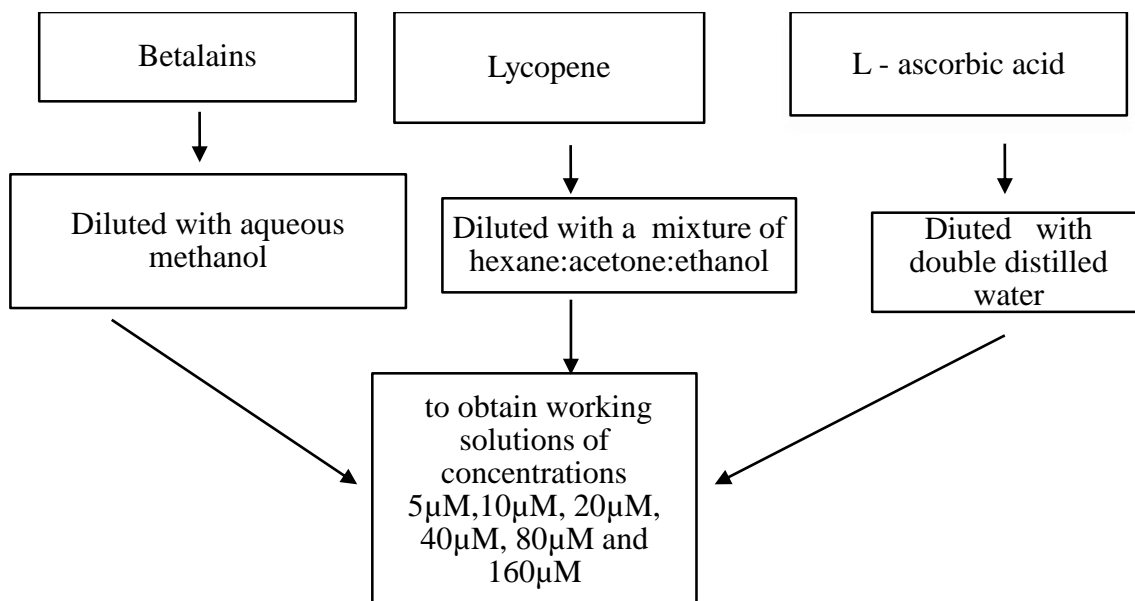 Betalains
Lycopene
L - ascorbic acid
Diluted with aqueous
methanol
Diluted with a mixture of
hexane:acetone:ethanol
Diuted with
double distilled
water
to obtain working
solutions of
concentrations
5µM,10µM, 20µM,
40µM, 80µM and
160µM